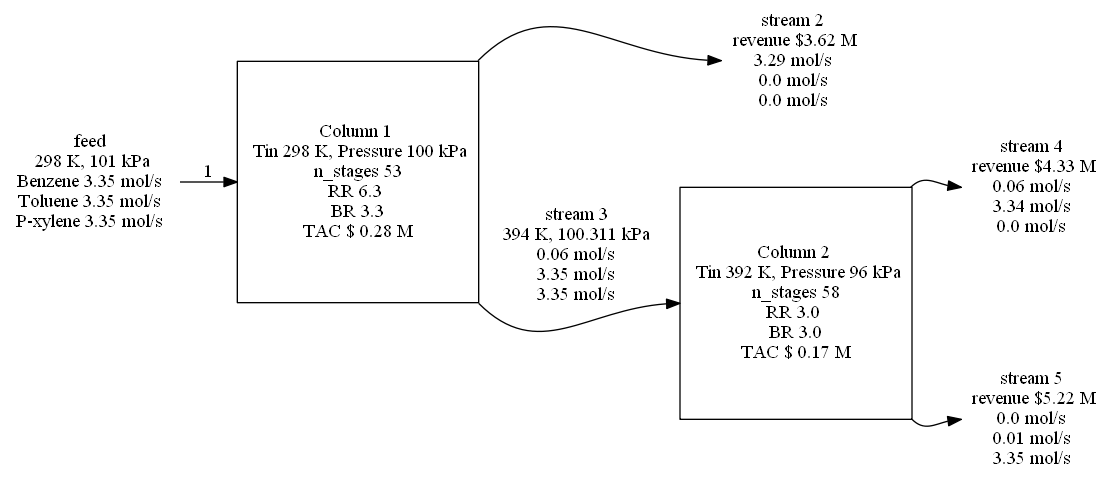 feed
298 K, 101 kPa
Benzene 3.35 mol/s
Toluene 3.35 mol/s
P-xylene 3.35 mol/s
1
Column 1
Tin 298 K, Pressure 100 kPa
n_stages 53
RR 6.3
BR 3.3
TAC $ 0.28 M
stream 2
revenue $3.62 M
3.29 mol/s
0.0 mol/s
0.0 mol/s
stream 3
394 K, 100.311 kPa
0.06 mol/s
3.35 mol/s
3.35 mol/s
Column 2
Tin 392 K, Pressure 96 kPa
n_stages 58
RR 3.0
BR 3.0
TAC $ 0.17 M
stream 4
revenue $4.33 M
0.06 mol/s
3.34 mol/s
0.0 mol/s
stream 5
revenue $5.22 M
0.0 mol/s
0.01 mol/s
3.35 mol/s